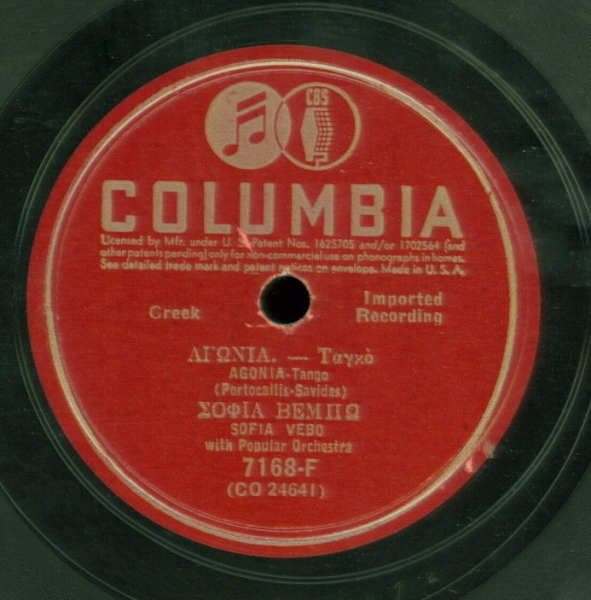 CBS
COLUMBIA
Licensed by Mfr. under U. S. Patent Nos. 1625705 and/or 1702564 (and
other patents pending) only for non-commercial use on phonographs in homes.
See detailed trade mark and patent notices on envelope. Made in U. S. A.
Greek
Imported
Recording
ΑΓΩΝΙΑ. — Ταγκὸ
AGONIA-Tango
(Portocallis-Savides)
ΣΟΦΙΑ ΒΕΜΠΩ
SOFIA VEBO
with Popular Orchestra
7168-F
(CO 24641)